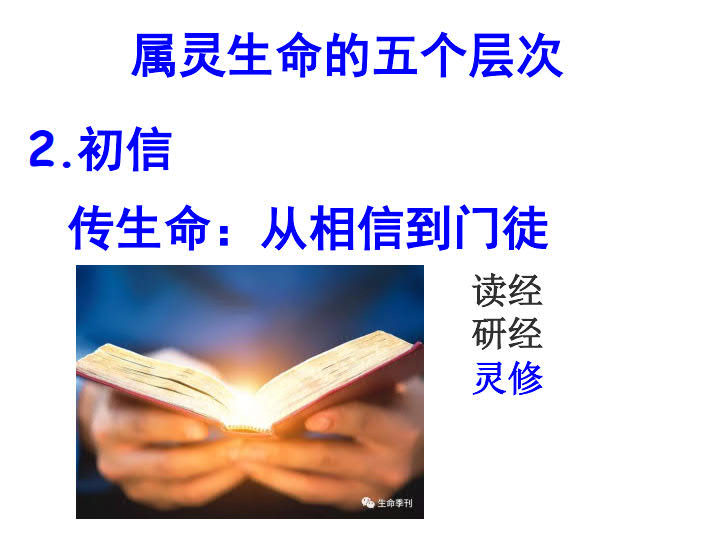 属灵生命的五个层次
2.初信
传生命：从相信到门徒
读经
研经
灵修
生命季刊